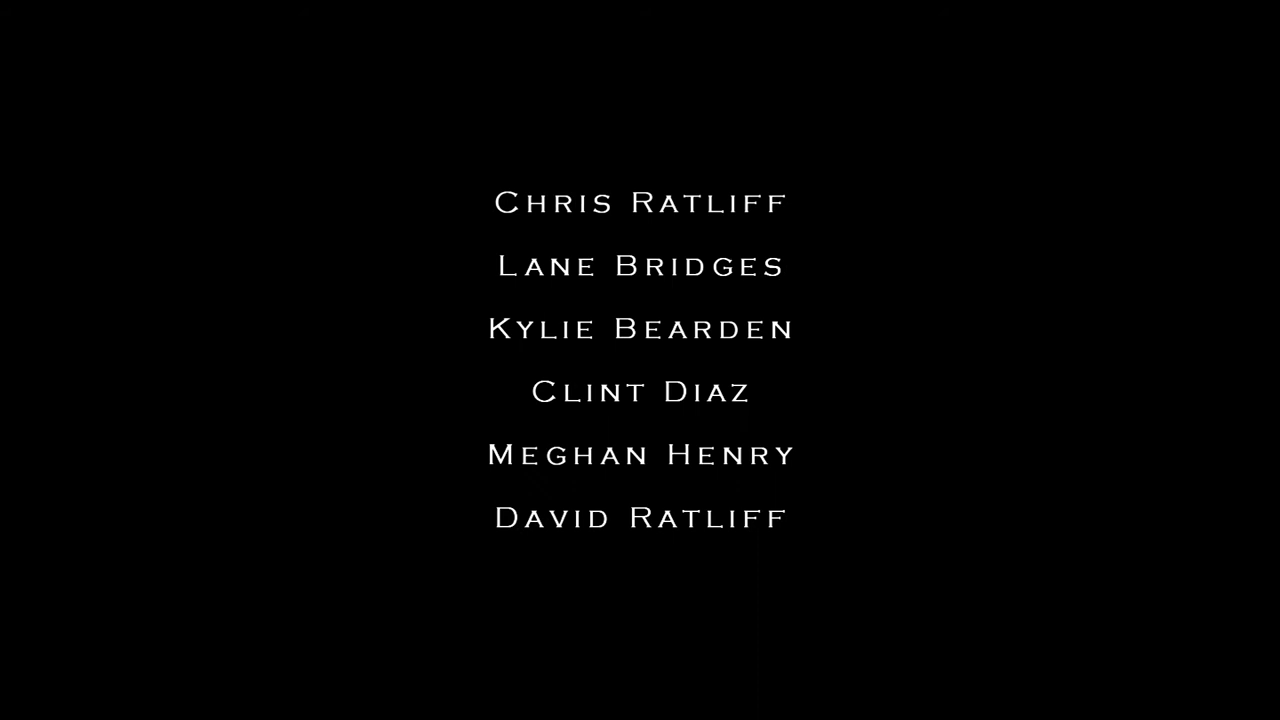 Chris Ratliff
Lane Bridges
Kylie Bearden
Clint Diaz
Meghan Henry
David Ratliff